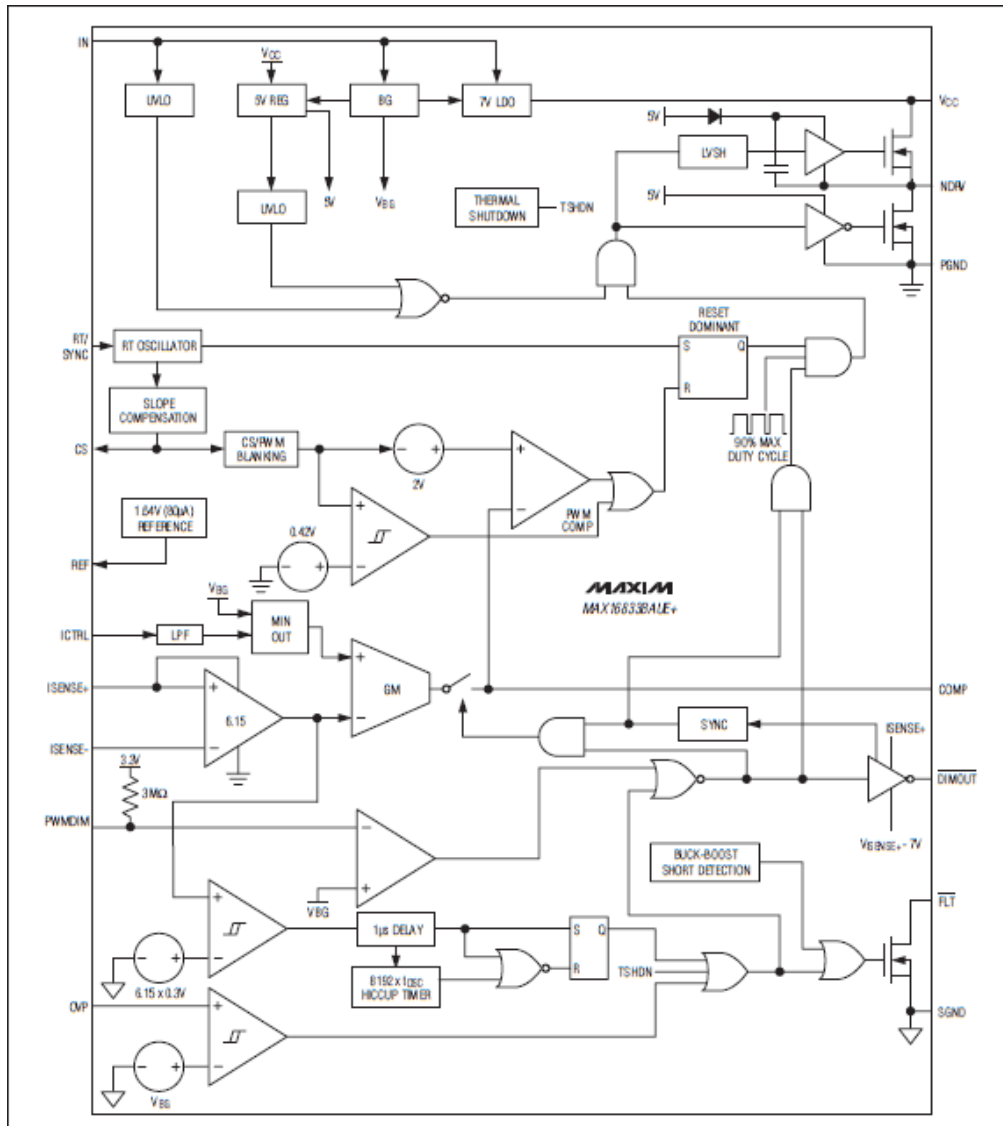 IN
VCC
UVLO
5V REG
BG
7V LDO
VCC
5V
LVSH
UVLO
5V
VBG
THERMAL
SHUTDOWN
TSHDN
5V
NDRV
PGND
RT/
SYNC
RT OSCILLATOR
RESET
DOMINANT
S
Q
R
SLOPE
COMPENSATION
CS
CS/PWM
BLANKING
2V
+
−
90% MAX
DUTY CYCLE
PWM
COMP
1.64V (80µA)
REFERENCE
0.42V
+
−
− +
REF
VBG
MAXIM
MAX16833BAUE+
ICTRL
LPF
MIN
OUT
+
−
GM
ISENSE+
+
6.15
−
COMP
SYNC
ISENSE+
ISENSE-
3.3V
3MΩ
DIMOUT
PWMDIM
−
+
VISENSE+ - 7V
VBG
BUCK-BOOST
SHORT DETECTION
FLT
+
−
1µs DELAY
S
Q
R
− +
6.15 x 0.3V
8192 x tOSC
HICCUP TIMER
TSHDN
OVP
+
−
SGND
− +
VBG